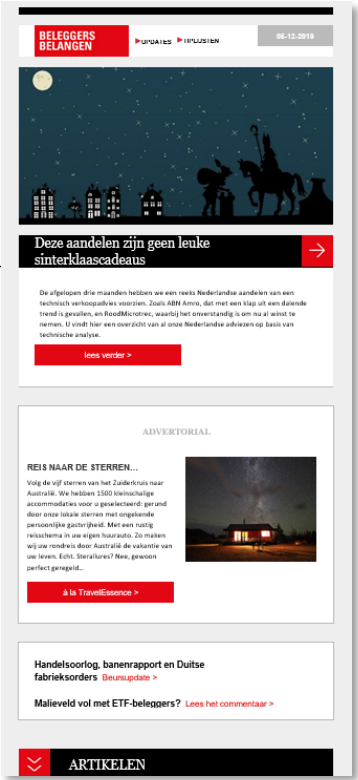 BELEGGERS
BELANGEN
UPDATES
TIPLIJSTEN
06-12-2019
Deze aandelen zijn geen leuke
sinterklaascadeaus
De afgelopen drie maanden hebben we een reeks Nederlandse aandelen van een
technisch verkoopadvies voorzien. Zoals ABN Amro, dat met een klap uit een dalende
trend is gevallen, en RoodMicrotrec, waarbij het onverstandig is om nu al winst te
nemen. U vindt hier een overzicht van al onze Nederlandse adviezen op basis van
technische analyse.
lees verder >
ADVERTORIAL
REIS NAAR DE STERREN...
Volg de vijf sterren van het Zuiderkruis naar
Australië. We hebben 1500 kleinschalige
accommodaties voor u geselecteerd: gerund
door onze lokale sterren met ongekende
persoonlijke gastvrijheid. Met een rustig
reisschema in uw eigen huurauto. Zo maken
wij uw rondreis door Australië de vakantie van
uw leven. Echt. Sterallures? Nee, gewoon
perfect geregeld…
à la TravelEssence >
Handelsoorlog, banenrapport en Duitse
fabrieksorders Beursupdate >
Malieveld vol met ETF-beleggers? Lees het commentaar >
ARTIKELEN